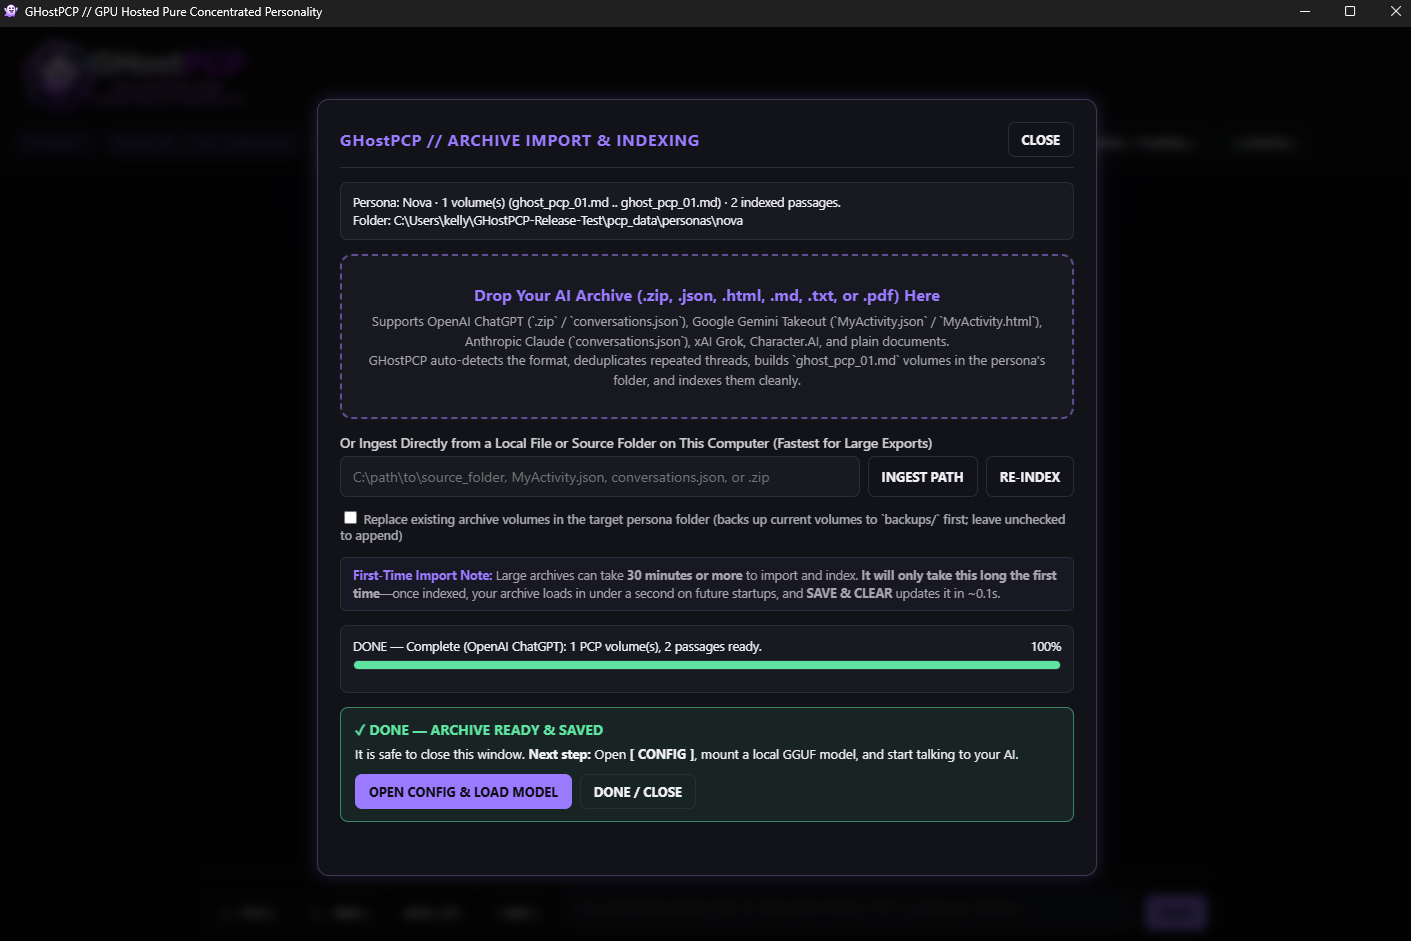 GHostPCP // GPU Hosted Pure Concentrated Personality
GHostPCP
GHostPCP // ARCHIVE IMPORT & INDEXING
CLOSE
Persona: Nova · 1 volume(s) (ghost_pcp_01.md .. ghost_pcp_01.md) · 2 indexed passages.
Folder: C:\Users\kelly\GHostPCP-Release-Test\pcp_data\personas\nova
Drop Your AI Archive (.zip, .json, .html, .md, .txt, or .pdf) Here
Supports OpenAI ChatGPT (`.zip` / `conversations.json`), Google Gemini Takeout (`MyActivity.json` / `MyActivity.html`),
Anthropic Claude (`conversations.json`), xAI Grok, Character.AI, and plain documents.
GHostPCP auto-detects the format, deduplicates repeated threads, builds `ghost_pcp_01.md` volumes in the persona's
folder, and indexes them cleanly.
Or Ingest Directly from a Local File or Source Folder on This Computer (Fastest for Large Exports)
C:\path\to\source_folder, MyActivity.json, conversations.json, or .zip
INGEST PATH
RE-INDEX
Replace existing archive volumes in the target persona folder (backs up current volumes to `backups/` first; leave unchecked
to append)
First-Time Import Note: Large archives can take 30 minutes or more to import and index. It will only take this long the first
time—once indexed, your archive loads in under a second on future startups, and SAVE & CLEAR updates it in ~0.1s.
DONE — Complete (OpenAI ChatGPT): 1 PCP volume(s), 2 passages ready.
100%
✓ DONE — ARCHIVE READY & SAVED
It is safe to close this window. Next step: Open [ CONFIG ], mount a local GGUF model, and start talking to your AI.
OPEN CONFIG & LOAD MODEL
DONE / CLOSE